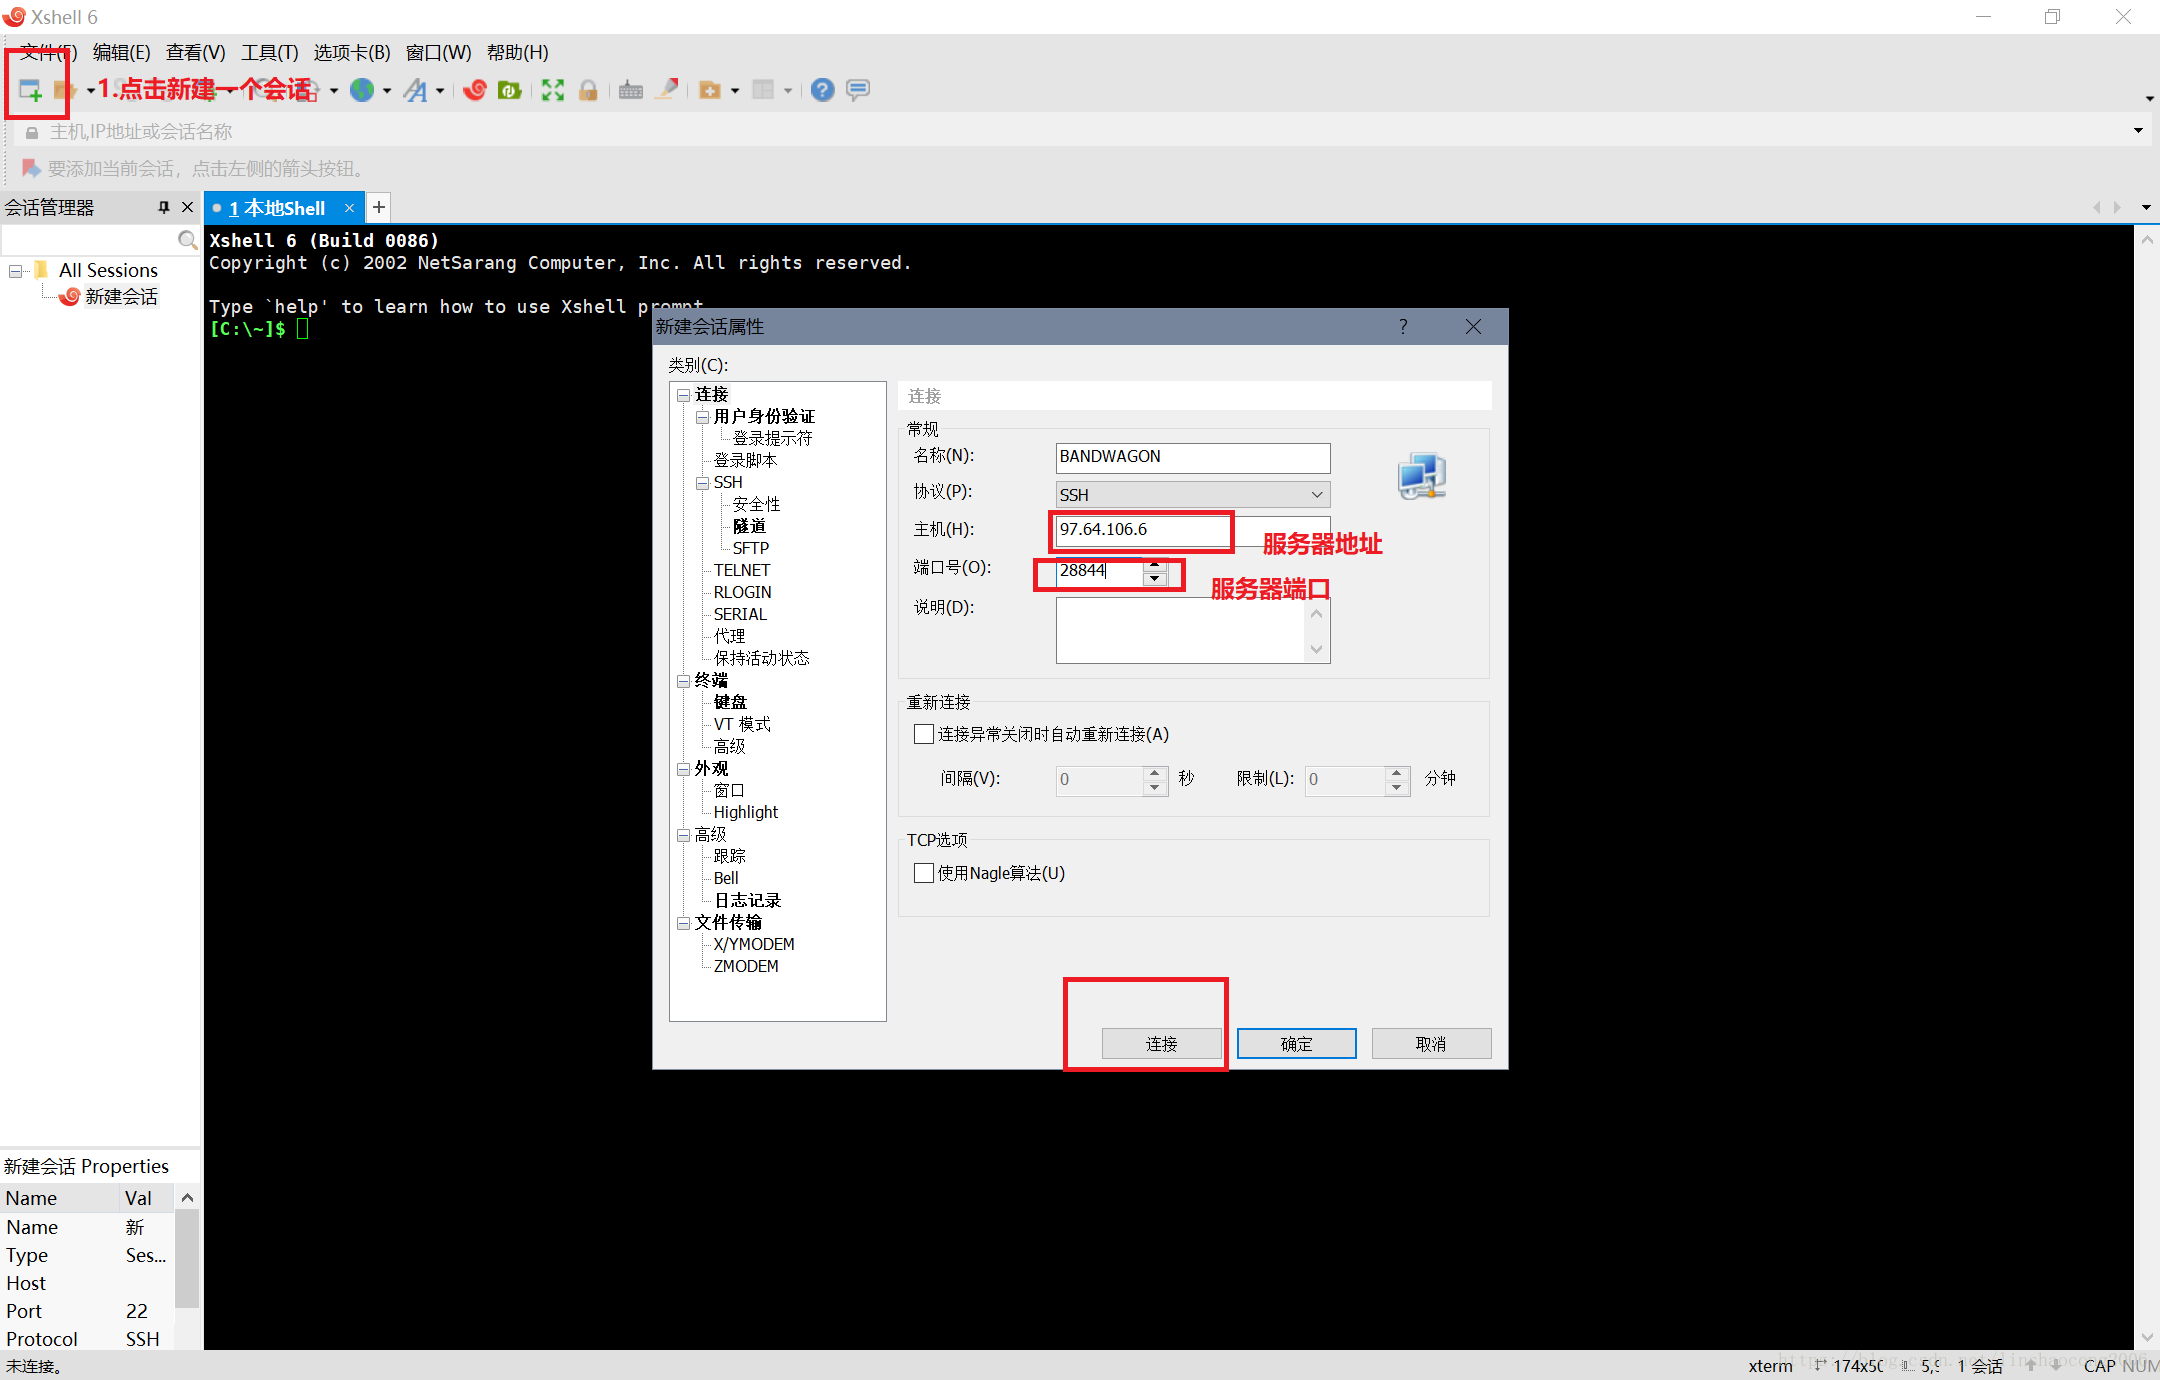 Xshell 6
文件(F) 编辑(E) 查看(V) 工具(T) 选项卡(B) 窗口(W) 帮助(H)
1.点击新建一个会话
主机,IP地址或会话名称
要添加当前会话，点击左侧的箭头按钮。
会话管理器
1 本地Shell
All Sessions
新建会话
Xshell 6 (Build 0086)
Copyright (c) 2002 NetSarang Computer, Inc. All rights reserved.
Type `help' to learn how to use Xshell prompt
[C:\~]$
新建会话属性
类别(C):
连接
用户身份验证
登录提示符
登录脚本
SSH
安全性
隧道
SFTP
TELNET
RLOGIN
SERIAL
代理
保持活动状态
终端
键盘
VT 模式
高级
外观
窗口
Highlight
高级
跟踪
Bell
日志记录
文件传输
X/YMODEM
ZMODEM
连接
常规
名称(N): BANDWAGON
协议(P): SSH
主机(H): 97.64.106.6 服务器地址
端口号(O): 28844 服务器端口
说明(D):
重新连接
连接异常关闭时自动重新连接(A)
间隔(V): 0 秒 限制(L): 0 分钟
TCP选项
使用Nagle算法(U)
连接 确定 取消
新建会话 Properties
Name Val
Name 新
Type Ses...
Host
Port 22
Protocol SSH
未连接。
xterm 174x50 5,5 1 会话 CAP NUM